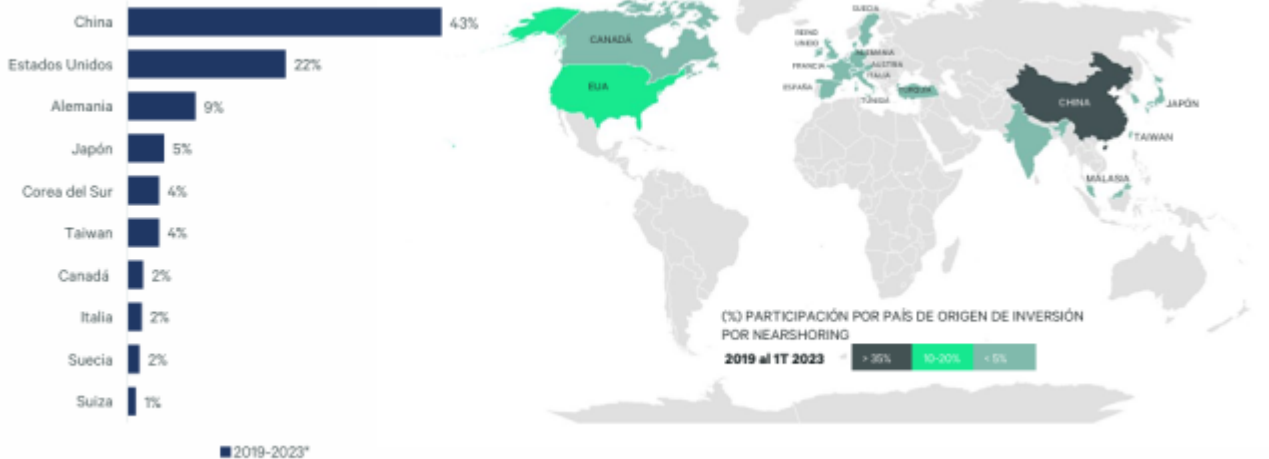 China
43%
Estados Unidos
22%
Alemania
9%
Japón
5%
Corea del Sur
4%
Taiwan
4%
Canadá
2%
Italia
2%
Suecia
2%
Suiza
1%
2019-2023*
SUECIA
CANADÁ
REINO
UNIDO
ALEMANIA
FRANCIA
AUSTRIA
ITALIA
EUA
ESPAÑA
TURQUÍA
TUNISIA
CHINA
JAPÓN
TAIWAN
MALASIA
(%) PARTICIPACIÓN POR PAÍS DE ORIGEN DE INVERSIÓN
POR NEARSHORING
2019 al 1T 2023
> 35%
10-20%
< 5%